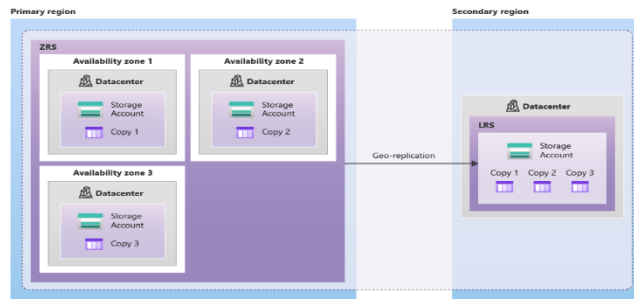 Primary region
Secondary region
ZRS
Availability zone 1
Datacenter
Storage
Account
Copy 1
Availability zone 2
Datacenter
Storage
Account
Copy 2
Availability zone 3
Datacenter
Storage
Account
Copy 3
Geo-replication
Datacenter
LRS
Storage
Account
Copy 1 Copy 2 Copy 3